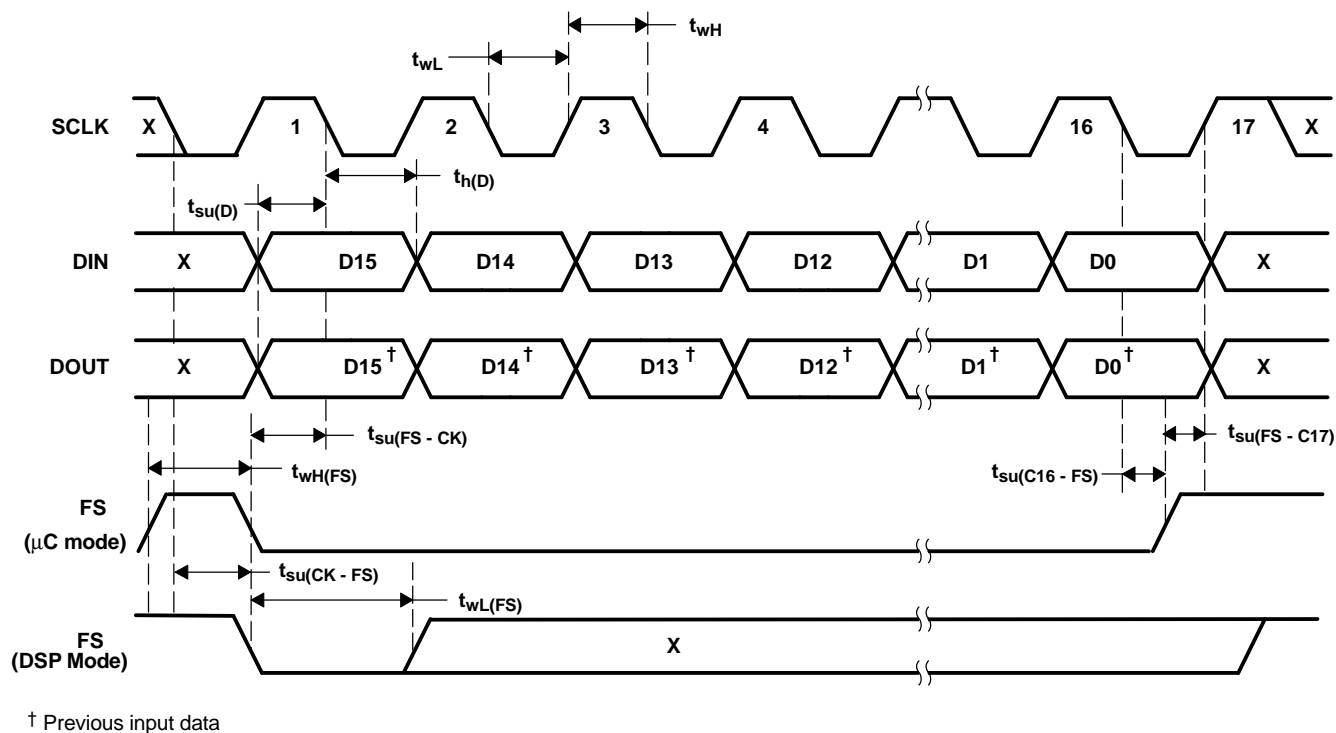 twH
twL
SCLK X 1 2 3 4 16 17 X
th(D)
tsu(D)
DIN X D15 D14 D13 D12 D1 D0 X
DOUT X D15† D14† D13† D12† D1† D0† X
tsu(FS - CK) tsu(FS - C17)
twH(FS) tsu(C16 - FS)
FS
(μC mode)
tsu(CK - FS)
twL(FS)
FS
(DSP Mode) X
† Previous input data